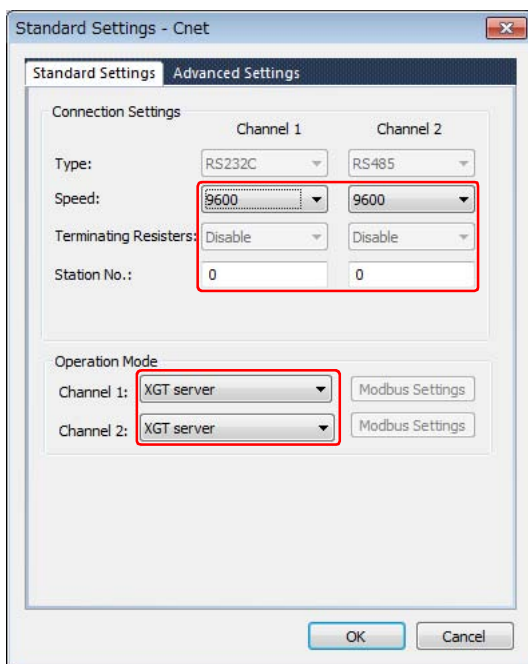 Standard Settings - Cnet
Standard Settings Advanced Settings
Connection Settings
Channel 1 Channel 2
Type: RS232C RS485
Speed: 9600 9600
Terminating Resisters: Disable Disable
Station No.: 0 0
Operation Mode
Channel 1: XGT server Modbus Settings
Channel 2: XGT server Modbus Settings
OK Cancel